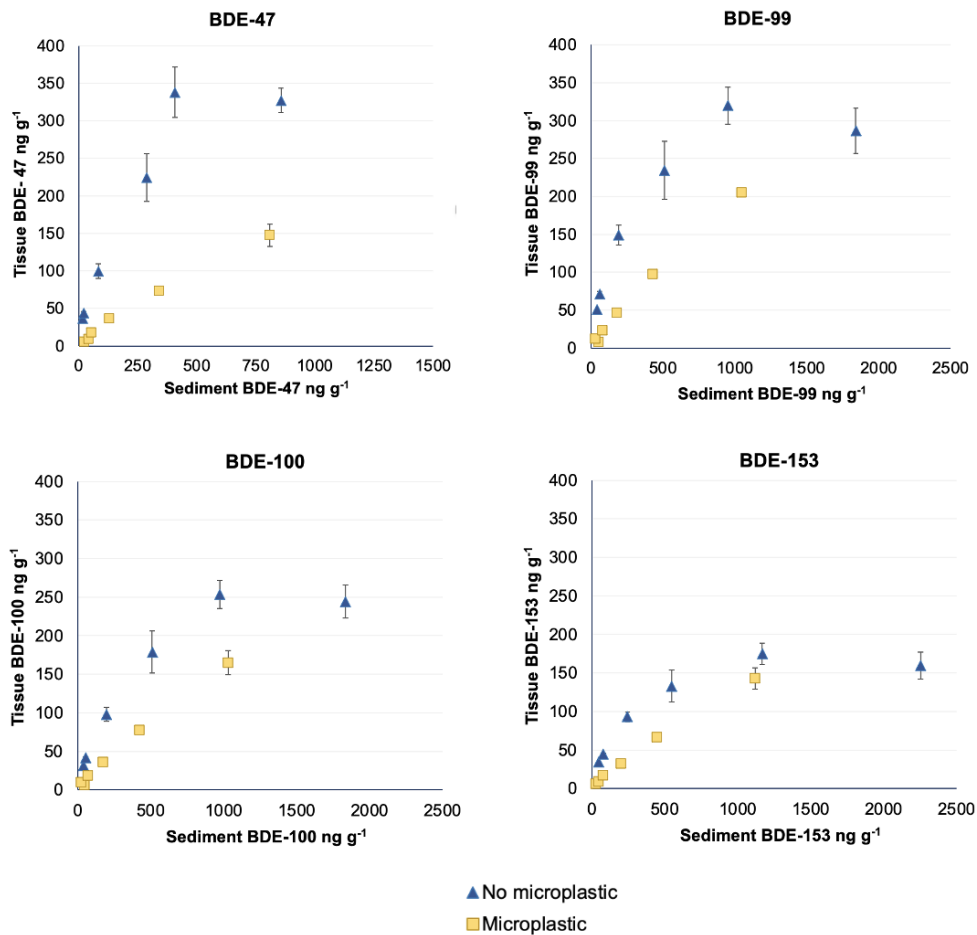 BDE-47
400
350
300
250
200
150
100
50
0
Tissue BDE- 47 ng g⁻¹
0 250 500 750 1000 1250 1500
Sediment BDE-47 ng g⁻¹
BDE-99
400
350
300
250
200
150
100
50
0
Tissue BDE-99 ng g⁻¹
0 500 1000 1500 2000 2500
Sediment BDE-99 ng g⁻¹
BDE-100
400
350
300
250
200
150
100
50
0
Tissue BDE-100 ng g⁻¹
0 500 1000 1500 2000 2500
Sediment BDE-100 ng g⁻¹
BDE-153
400
350
300
250
200
150
100
50
0
Tissue BDE-153 ng g⁻¹
0 500 1000 1500 2000 2500
Sediment BDE-153 ng g⁻¹
No microplastic
Microplastic